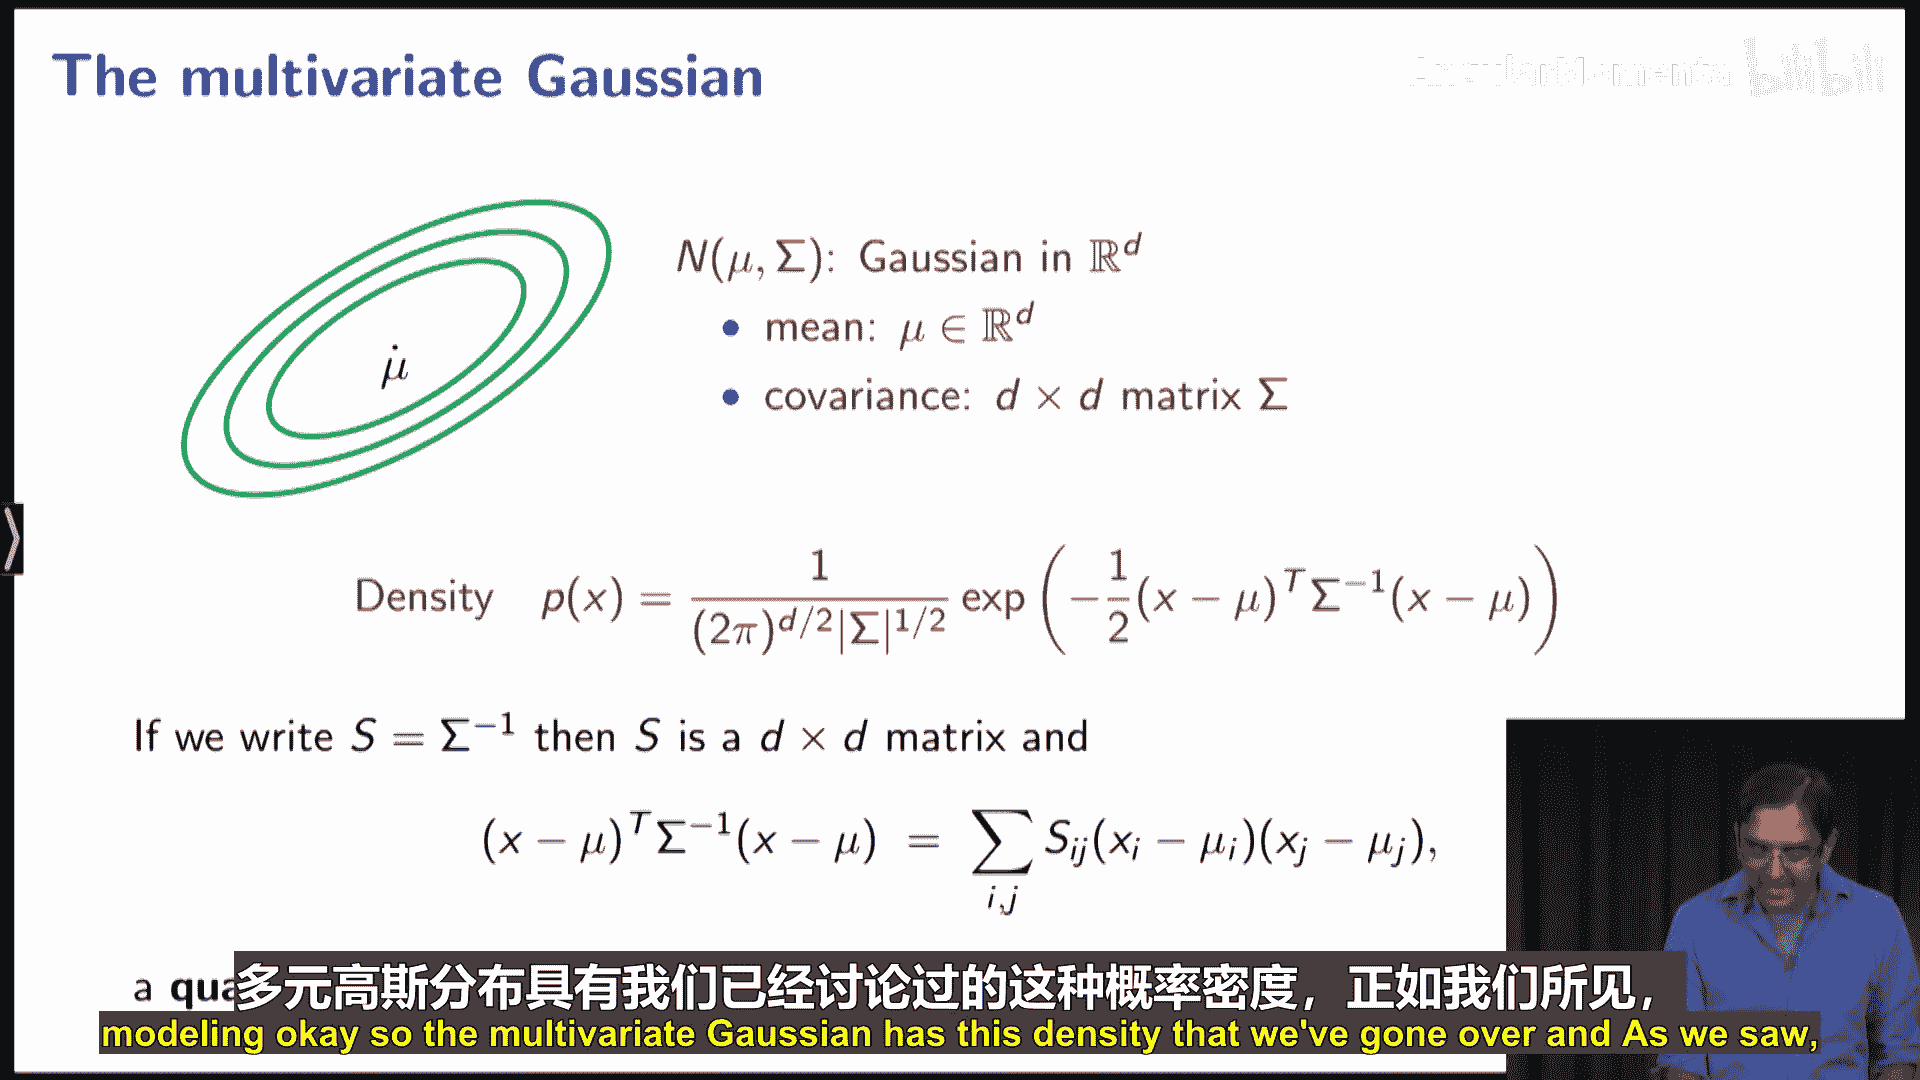 The multivariate Gaussian
bilibili
μ
N(μ, Σ): Gaussian in ℝ^d
• mean: μ ∈ ℝ^d
• covariance: d × d matrix Σ
Density p(x) = 1 / ((2π)^{d/2}|Σ|^{1/2}) exp(−1/2 (x − μ)^T Σ^{−1}(x − μ))
If we write S = Σ^{−1} then S is a d × d matrix and
(x − μ)^T Σ^{−1}(x − μ) = ∑_{i,j} S_{ij}(x_i − μ_i)(x_j − μ_j),
a
多元高斯分布具有我们已经讨论过的这种概率密度，正如我们所见，
modeling okay so the multivariate Gaussian has this density that we've gone over and As we saw,